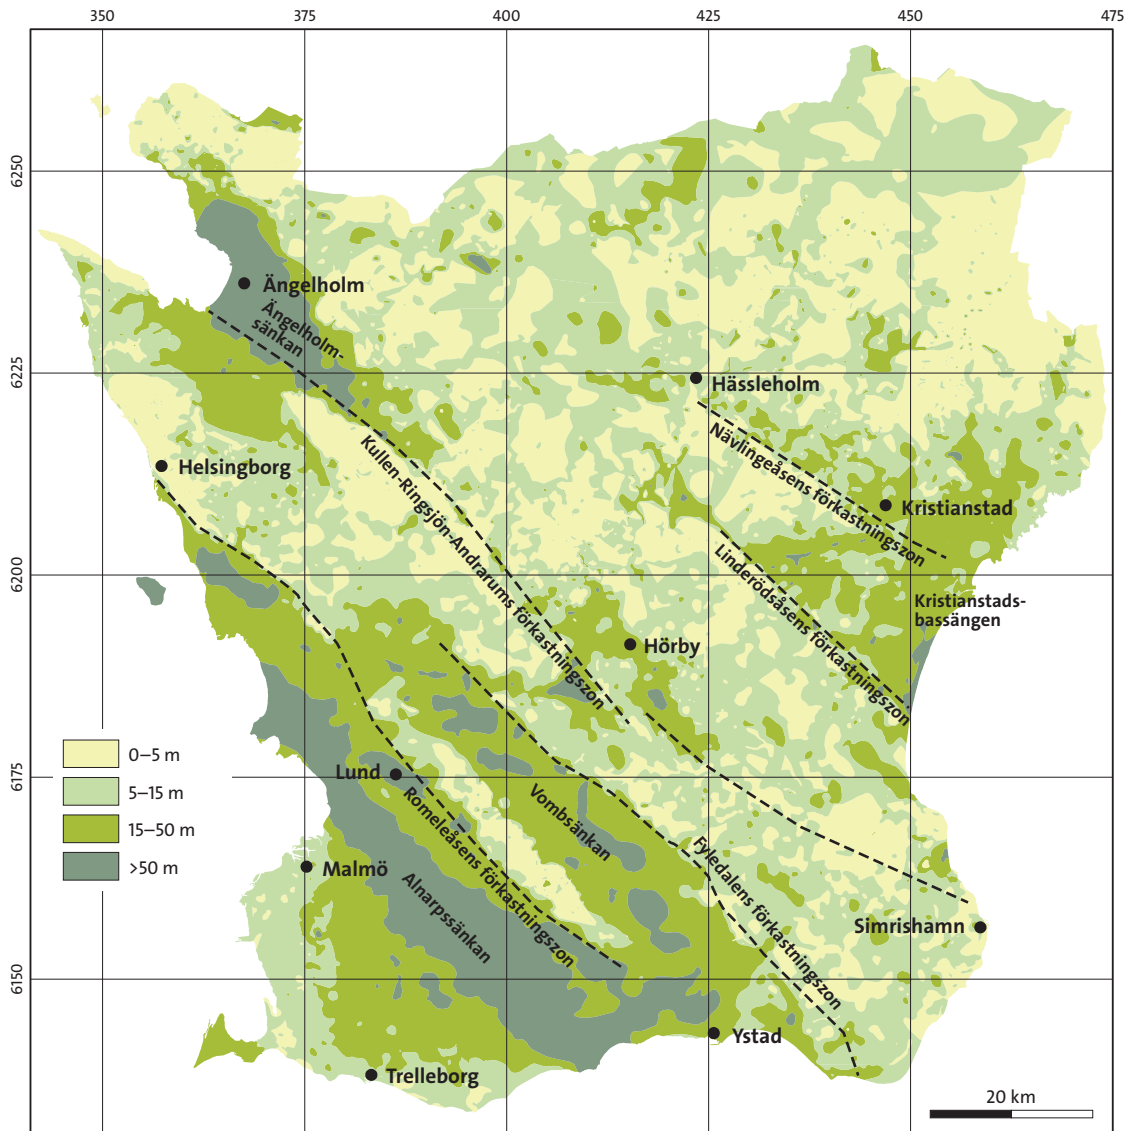 350 375 400 425 450 475
6250
6225
6200
6175
6150
Ängelholm
Ängelholm-
sänkan
Hässleholm
Nävlingeåsens förkastningszon
Helsingborg
Kullen-Ringsjön-Andrarums förkastningszon
Kristianstad
Linderödsåsens förkastningszon
Kristianstads-
bassängen
Hörby
0–5 m
5–15 m
15–50 m
>50 m
Lund
Romeleåsens förkastningszon
Vombsänkan
Fyledalens förkastningszon
Malmö
Alnarpssänkan
Simrishamn
Ystad
Trelleborg
20 km